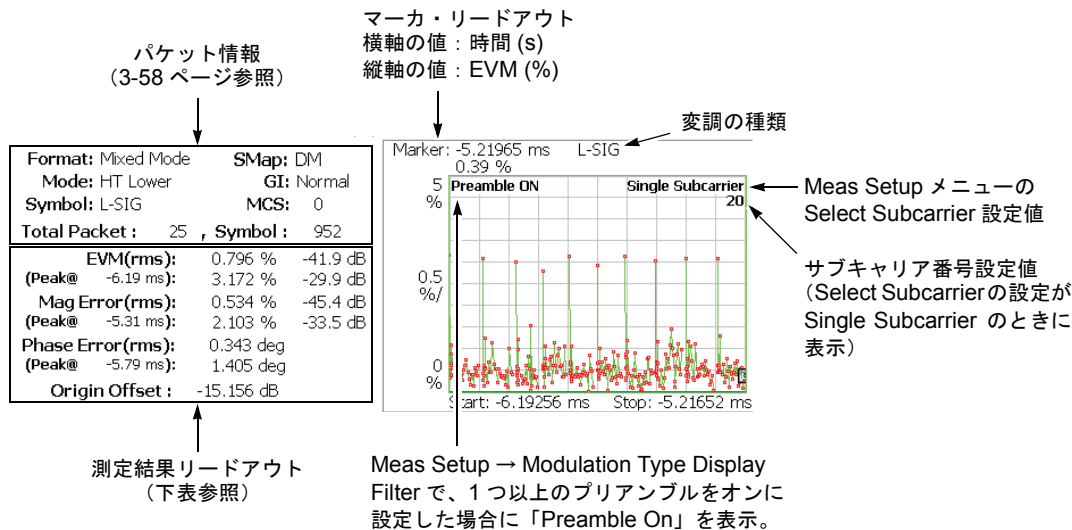 マーカ・リードアウト
横軸の値：時間 (s)
縦軸の値：EVM (%)
パケット情報
（3-58 ページ参照）
変調の種類
Format: Mixed Mode SMap: DM
Mode: HT Lower GI: Normal
Symbol: L-SIG MCS: 0
Total Packet : 25 , Symbol : 952
EVM(rms): 0.796 % -41.9 dB
(Peak@ -6.19 ms): 3.172 % -29.9 dB
Mag Error(rms): 0.534 % -45.4 dB
(Peak@ -5.31 ms): 2.103 % -33.5 dB
Phase Error(rms): 0.343 deg
(Peak@ -5.79 ms): 1.405 deg
Origin Offset : -15.156 dB
Marker: -5.21965 ms L-SIG
0.39 %
5
%
Preamble ON Single Subcarrier
20
0.5
%/
0
%
Start: -6.19256 ms Stop: -5.21652 ms
Meas Setup メニューの
Select Subcarrier 設定値
サブキャリア番号設定値
（Select Subcarrierの設定が
Single Subcarrier のときに
表示）
測定結果リードアウト
（下表参照）
Meas Setup → Modulation Type Display
Filter で、1 つ以上のプリアンブルをオンに
設定した場合に「Preamble On」を表示。